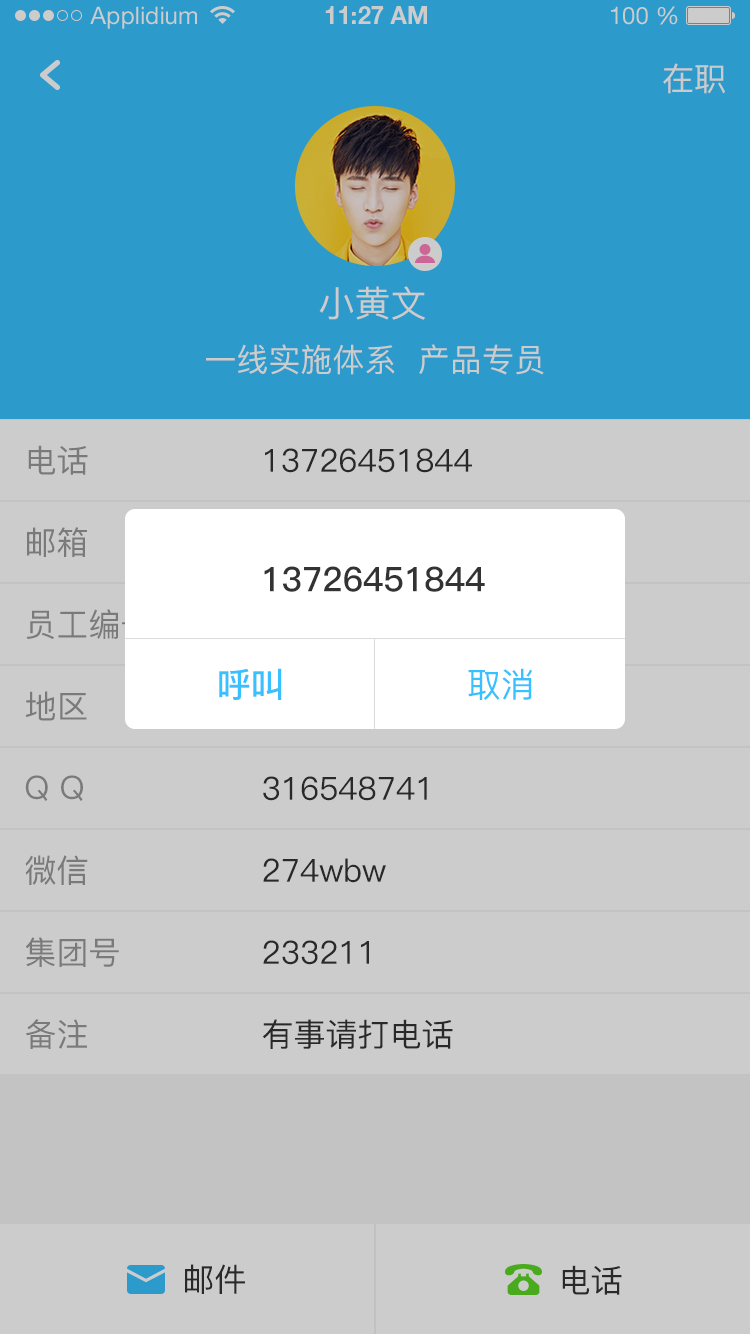 Applidium 11:27 AM 100 %
在职
小黄文
一线实施体系 产品专员
电话 13726451844
邮箱
13726451844
员工编
呼叫 取消
地区
Q Q 316548741
微信 274wbw
集团号 233211
备注 有事请打电话
邮件 电话